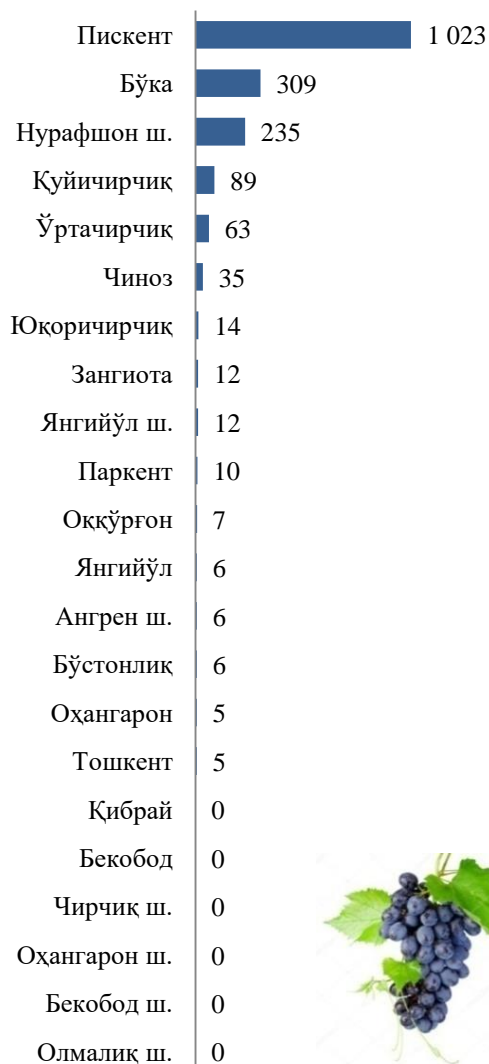 Пискент 1 023
Бўка 309
Нурафшон ш. 235
Қуйичирчиқ 89
Ўртачирчиқ 63
Чиноз 35
Юқоричирчиқ 14
Зангиота 12
Янгийўл ш. 12
Паркент 10
Оққўрғон 7
Янгийўл 6
Ангрен ш. 6
Бўстонлиқ 6
Оҳангарон 5
Тошкент 5
Қибрай 0
Бекобод 0
Чирчиқ ш. 0
Оҳангарон ш. 0
Бекобод ш. 0
Олмалиқ ш. 0